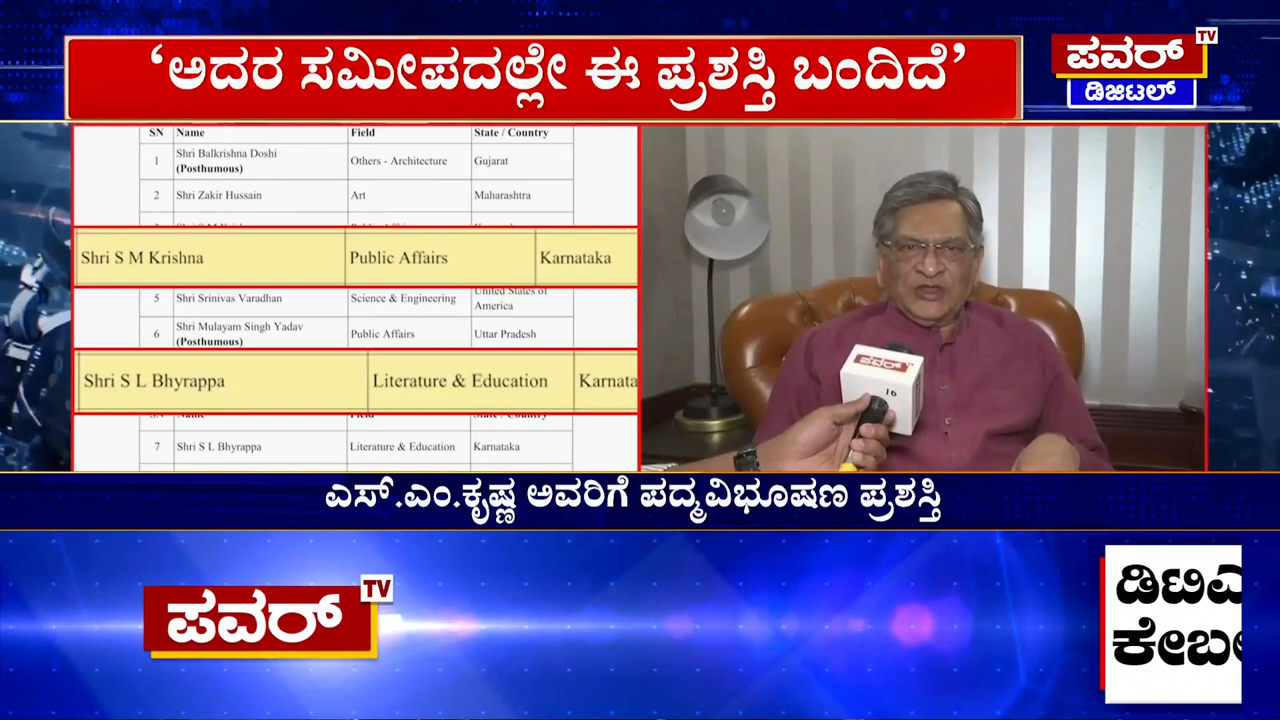 ‘ಅದರ ಸಮೀಪದಲ್ಲೇ ಈ ಪ್ರಶಸ್ತಿ ಬಂದಿದೆ’
ಪವರ್ TV
ಡಿಜಿಟಲ್
SN Name Field State / Country
1 Shri Balkrishna Doshi (Posthumous) Others - Architecture Gujarat
2 Shri Zakir Hussain Art Maharashtra
Shri S M Krishna Public Affairs Karnataka
5 Shri Srinivas Varadhan Science & Engineering United States of America
6 Shri Mulayam Singh Yadav (Posthumous) Public Affairs Uttar Pradesh
Shri S L Bhyrappa Literature & Education Karnata
7 Shri S L Bhyrappa Literature & Education Karnataka
ಪವರ್
10
ಎಸ್.ಎಂ.ಕೃಷ್ಣ ಅವರಿಗೆ ಪದ್ಮವಿಭೂಷಣ ಪ್ರಶಸ್ತಿ
ಪವರ್ TV
ಡಿಟಿಎ
ಕೇಬಲ